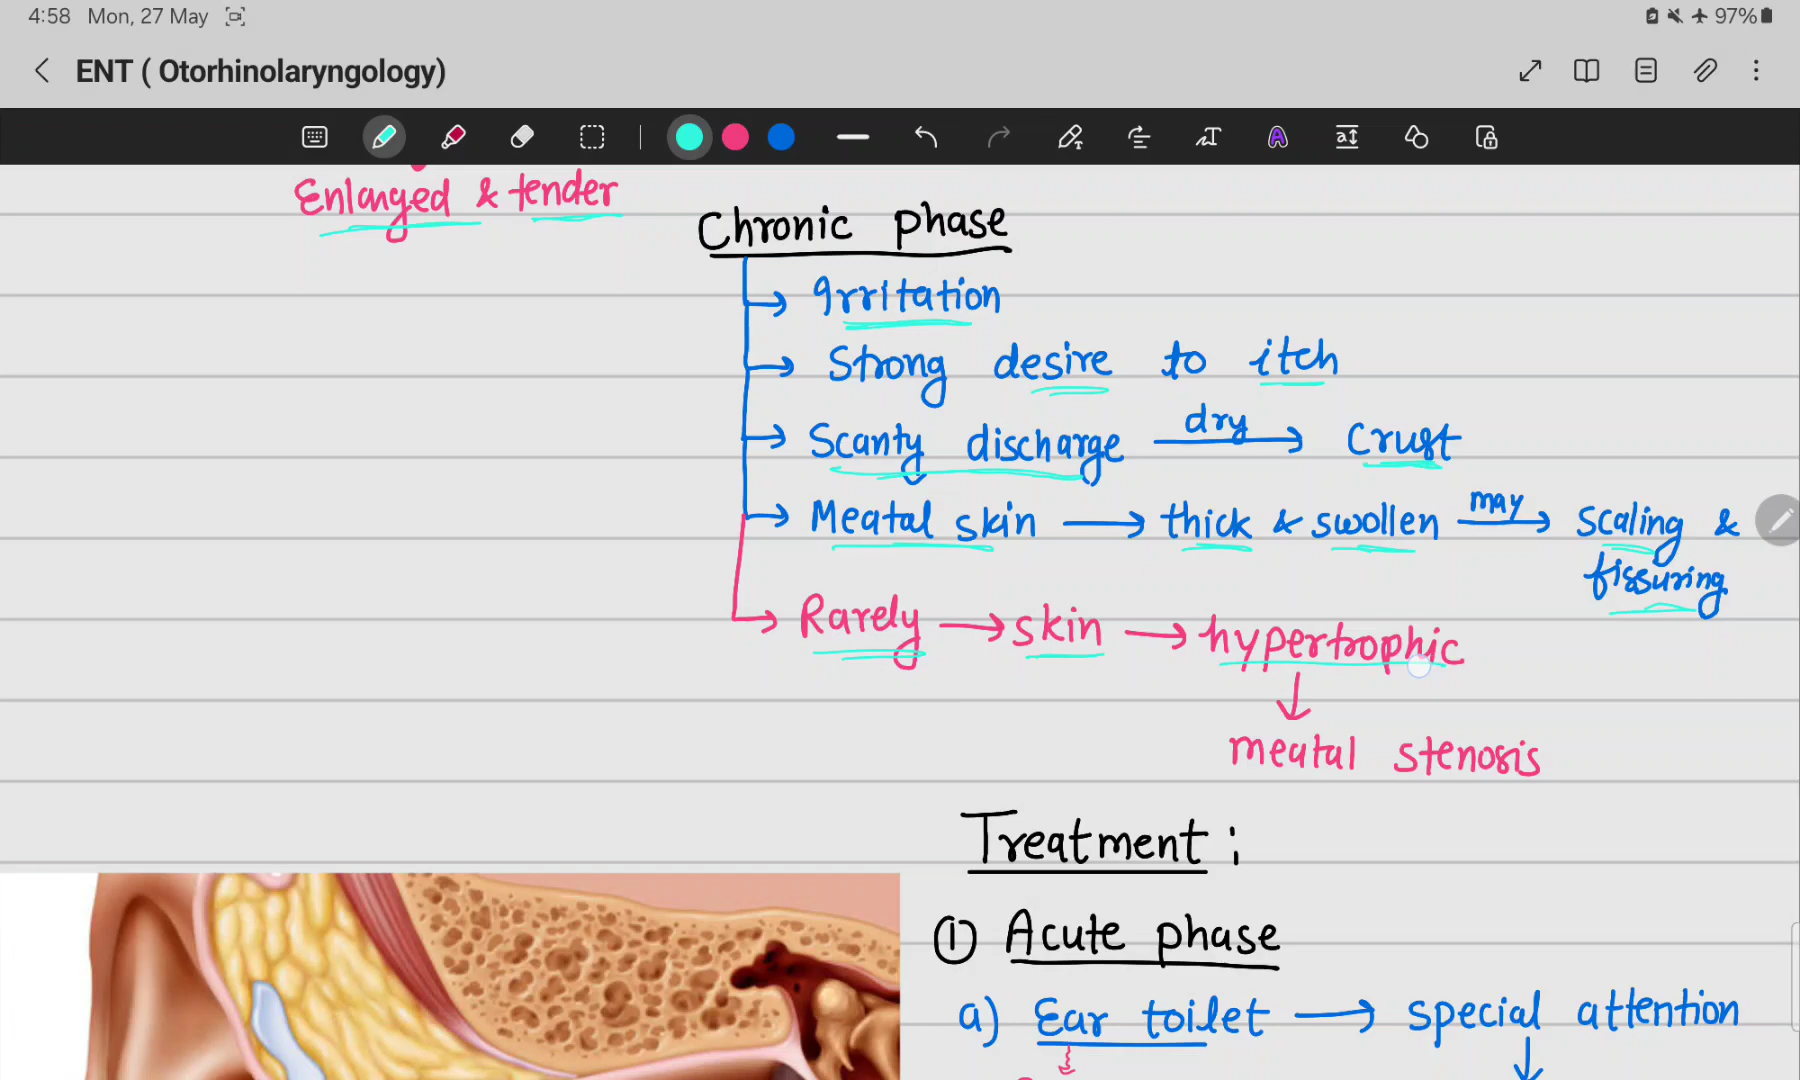 4:58 Mon, 27 May 97%
ENT ( Otorhinolaryngology)
Enlarged & tender
Chronic phase
→ Irritation
→ Strong desire to itch
→ Scanty discharge dry → Crust
→ Meatal skin → thick & swollen may → scaling &
fissuring
→ Rarely → skin → hypertrophic
↓
meatal stenosis
Treatment :
① Acute phase
a) Ear toilet → special attention